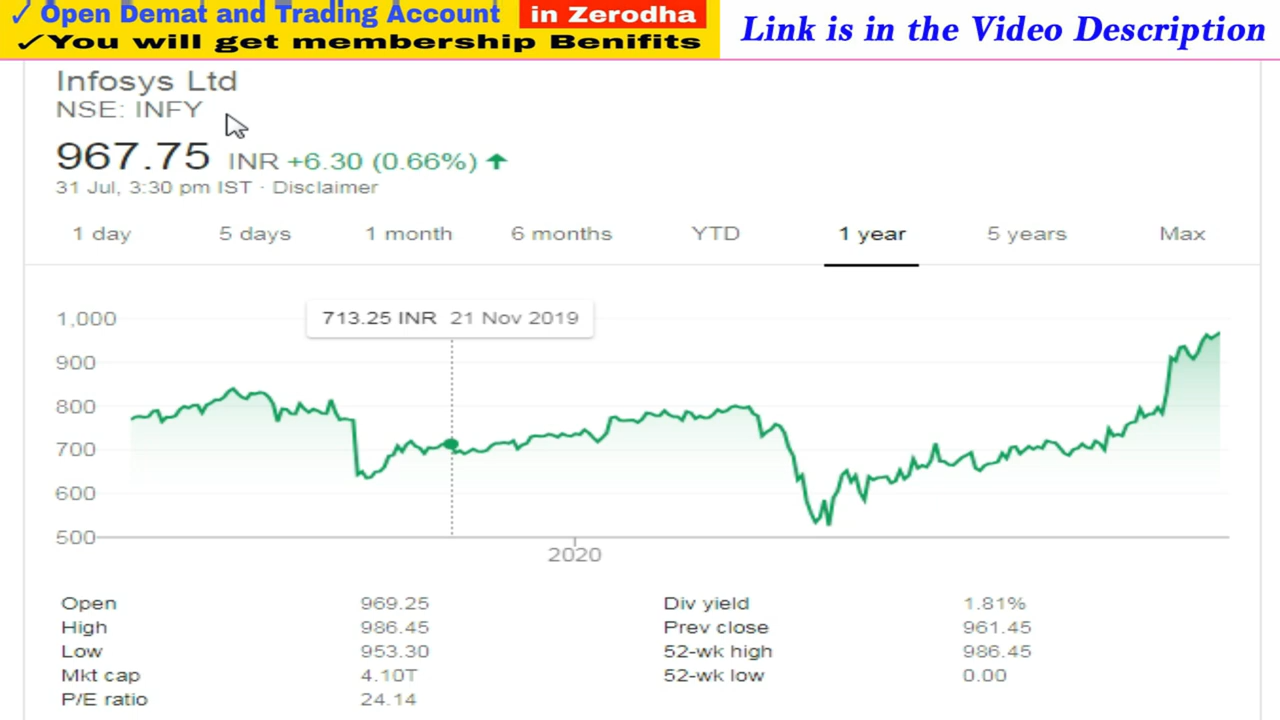 ✓ Open Demat and Trading Account in Zerodha
✓You will get membership Benifits
Link is in the Video Description
Infosys Ltd
NSE: INFY
967.75 INR +6.30 (0.66%) ↑
31 Jul, 3:30 pm IST · Disclaimer
1 day 5 days 1 month 6 months YTD 1 year 5 years Max
713.25 INR 21 Nov 2019
1,000
900
800
700
600
500
2020
Open 969.25 Div yield 1.81%
High 986.45 Prev close 961.45
Low 953.30 52-wk high 986.45
Mkt cap 4.10T 52-wk low 0.00
P/E ratio 24.14